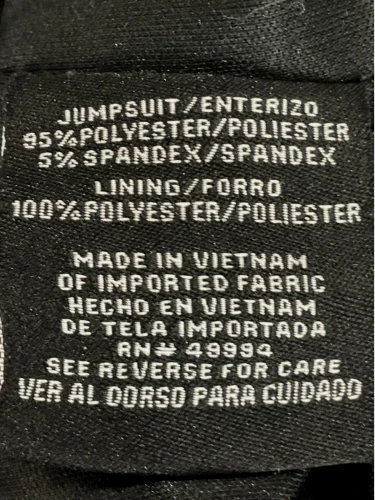 JUMPSUIT/ENTERIZO
95%POLYESTER/POLIESTER
5% SPANDEX/SPANDEX
LINING/FORRO
100%POLYESTER/POLIESTER
MADE IN VIETNAM
OF IMPORTED FABRIC
HECHO EN VIETNAM
DE TELA IMPORTADA
RN# 49994
SEE REVERSE FOR CARE
VER AL DORSO PARA CUIDADO